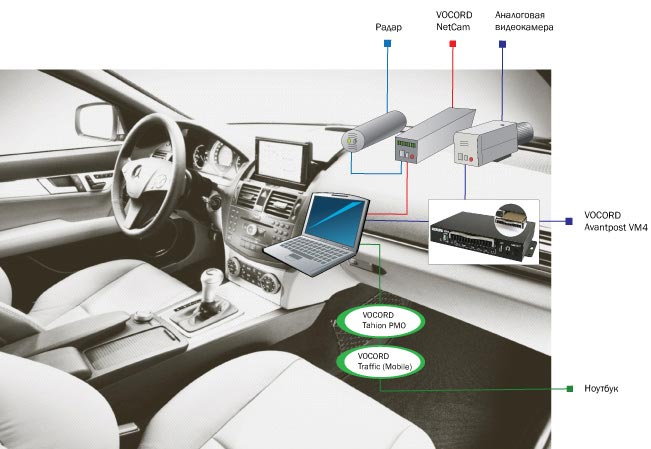 Радар
VOCORD
NetCam
Аналоговая
видеокамера
VOCORD
Avantpost VM4
VOCORD
Tahion PMO
VOCORD
Traffic (Mobile)
Ноутбук